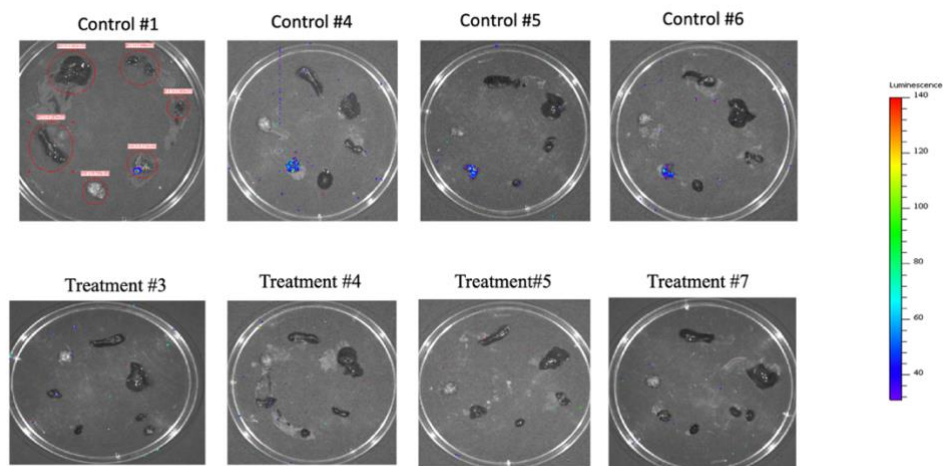 Control #1
Control #4
Control #5
Control #6
Luminescence
140
120
100
80
60
40
Treatment #3
Treatment #4
Treatment#5
Treatment #7